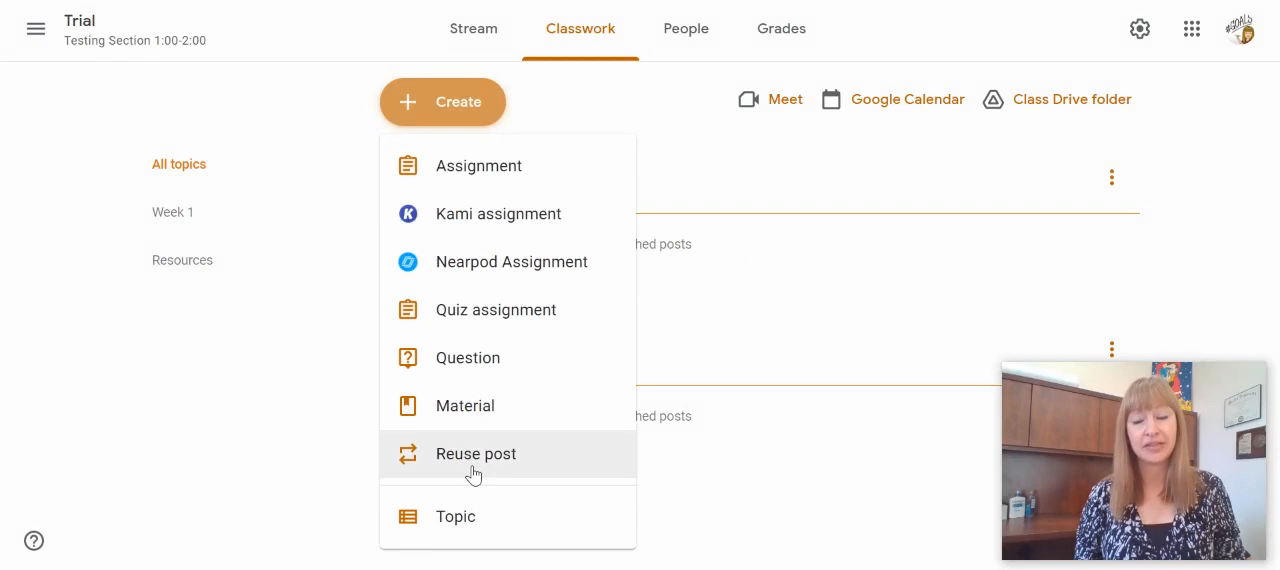 Trial
Testing Section 1:00-2:00
Stream
Classwork
People
Grades
#GOALS
Create
Meet
Google Calendar
Class Drive folder
All topics
Week 1
Resources
Assignment
Kami assignment
Nearpod Assignment
Quiz assignment
Question
Material
Reuse post
Topic
hed posts
hed posts